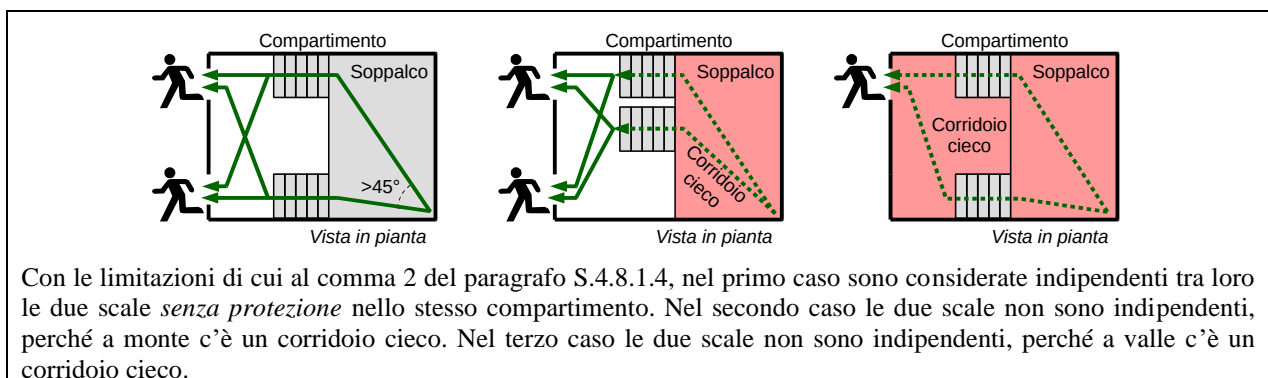 Compartimento
Soppalco
>45°
Vista in pianta
Compartimento
Soppalco
Corridoio
cieco
Vista in pianta
Compartimento
Soppalco
Corridoio
cieco
Vista in pianta
Con le limitazioni di cui al comma 2 del paragrafo S.4.8.1.4, nel primo caso sono considerate indipendenti tra loro
le due scale senza protezione nello stesso compartimento. Nel secondo caso le due scale non sono indipendenti,
perché a monte c’è un corridoio cieco. Nel terzo caso le due scale non sono indipendenti, perché a valle c’è un
corridoio cieco.